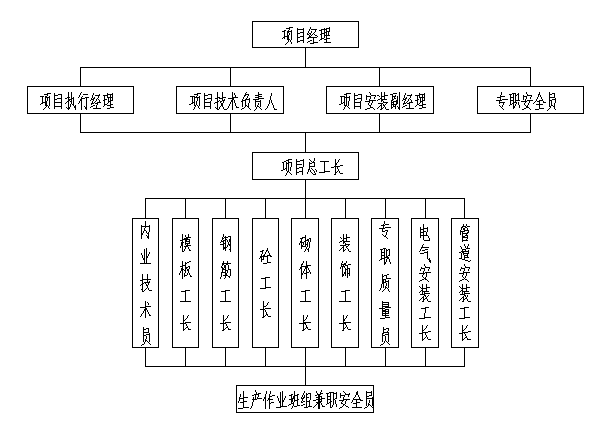 项目经理
项目执行经理
项目技术负责人
项目安装副经理
专职安全员
项目总工长
内业技术员
模板工长
钢筋工长
砼工长
砌体工长
装饰工长
专职质量员
电气安装工长
管道安装工长
生产作业班组兼职安全员